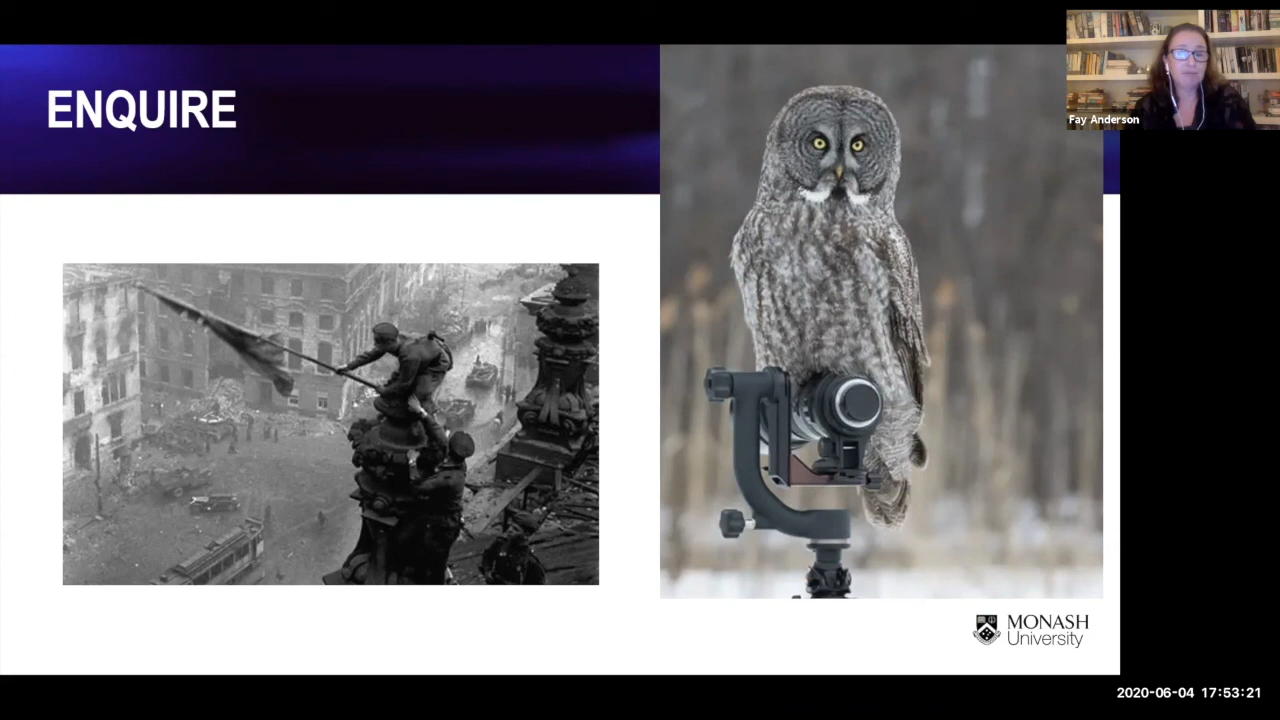 ENQUIRE
Fay Anderson
MONASH
University
2020-06-04 17:53:21